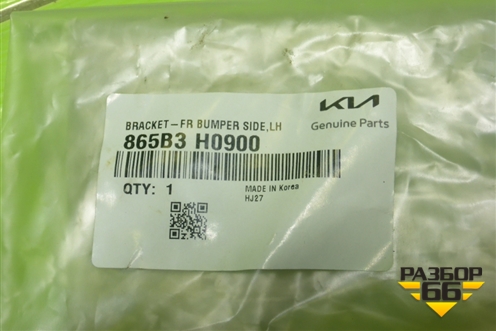 BRACKET-FR BUMPER SIDE,LH
KIA
865B3 H0900
Genuine Parts
QTY: 1
MADE IN Korea
HJ27
РАЗБОР
66